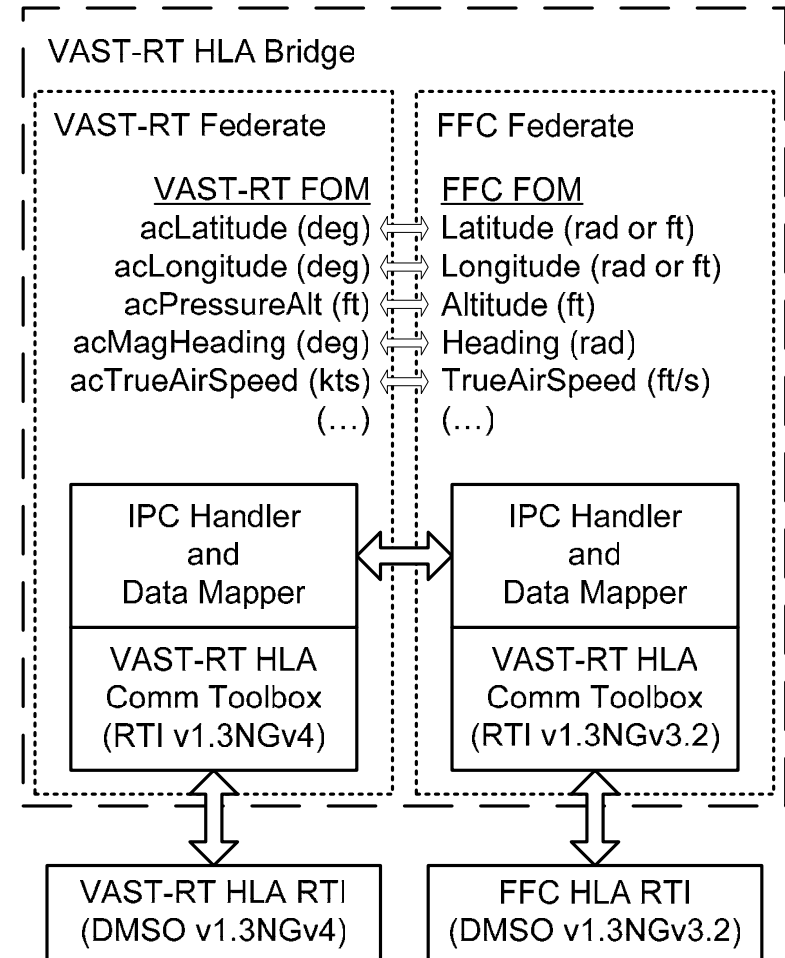 VAST-RT HLA Bridge
VAST-RT Federate
VAST-RT FOM
acLatitude (deg)
acLongitude (deg)
acPressureAlt (ft)
acMagHeading (deg)
acTrueAirSpeed (kts)
(...)
FFC Federate
FFC FOM
Latitude (rad or ft)
Longitude (rad or ft)
Altitude (ft)
Heading (rad)
TrueAirSpeed (ft/s)
(...)
IPC Handler
and
Data Mapper
VAST-RT HLA
Comm Toolbox
(RTI v1.3NGv4)
IPC Handler
and
Data Mapper
VAST-RT HLA
Comm Toolbox
(RTI v1.3NGv3.2)
VAST-RT HLA RTI
(DMSO v1.3NGv4)
FFC HLA RTI
(DMSO v1.3NGv3.2)